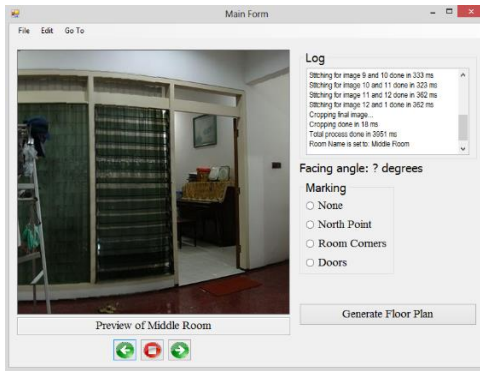 Main Form
File Edit Go To
Log
Stitching for image 9 and 10 done in 333 ms
Stitching for image 10 and 11 done in 323 ms
Stitching for image 11 and 12 done in 362 ms
Stitching for image 12 and 1 done in 362 ms
Cropping final image...
Cropping done in 18 ms
Total process done in 3951 ms
Room Name is set to: Middle Room
Facing angle: ? degrees
Marking
None
North Point
Room Corners
Doors
Generate Floor Plan
Preview of Middle Room